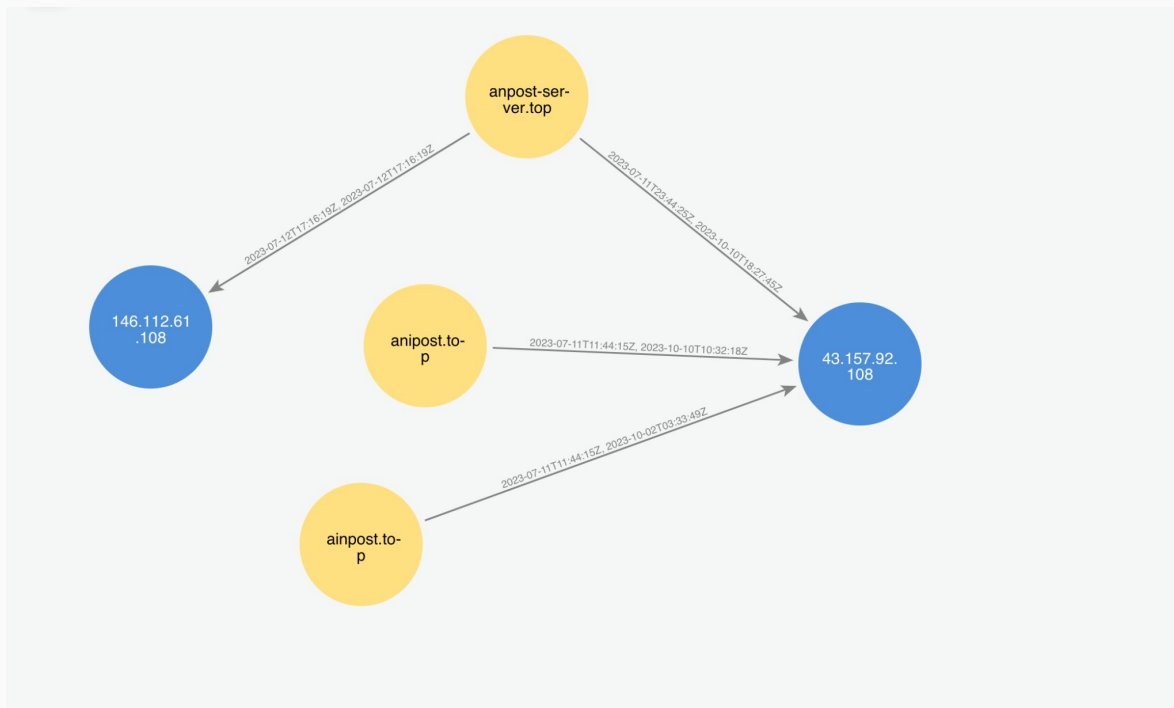 anpost-ser-
ver.top
2023-07-12T17:16:19Z, 2023-07-12T17:16:19Z
2023-07-11T23:44:25Z, 2023-10-10T18:27:45Z
146.112.61
.108
anipost.to-
p
2023-07-11T11:44:15Z, 2023-10-10T10:32:18Z
43.157.92.
108
2023-07-11T11:44:15Z, 2023-10-02T03:33:49Z
ainpost.to-
p